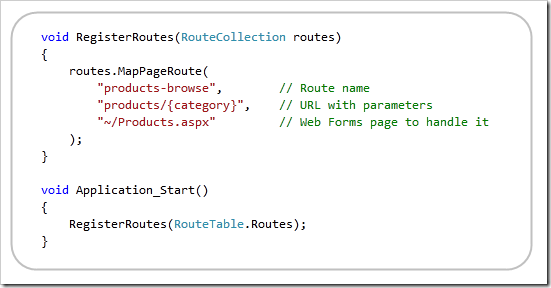 void RegisterRoutes(RouteCollection routes)
{
    routes.MapPageRoute(
        "products-browse",        // Route name
        "products/{category}",    // URL with parameters
        "~/Products.aspx"         // Web Forms page to handle it
    );
}

void Application_Start()
{
    RegisterRoutes(RouteTable.Routes);
}